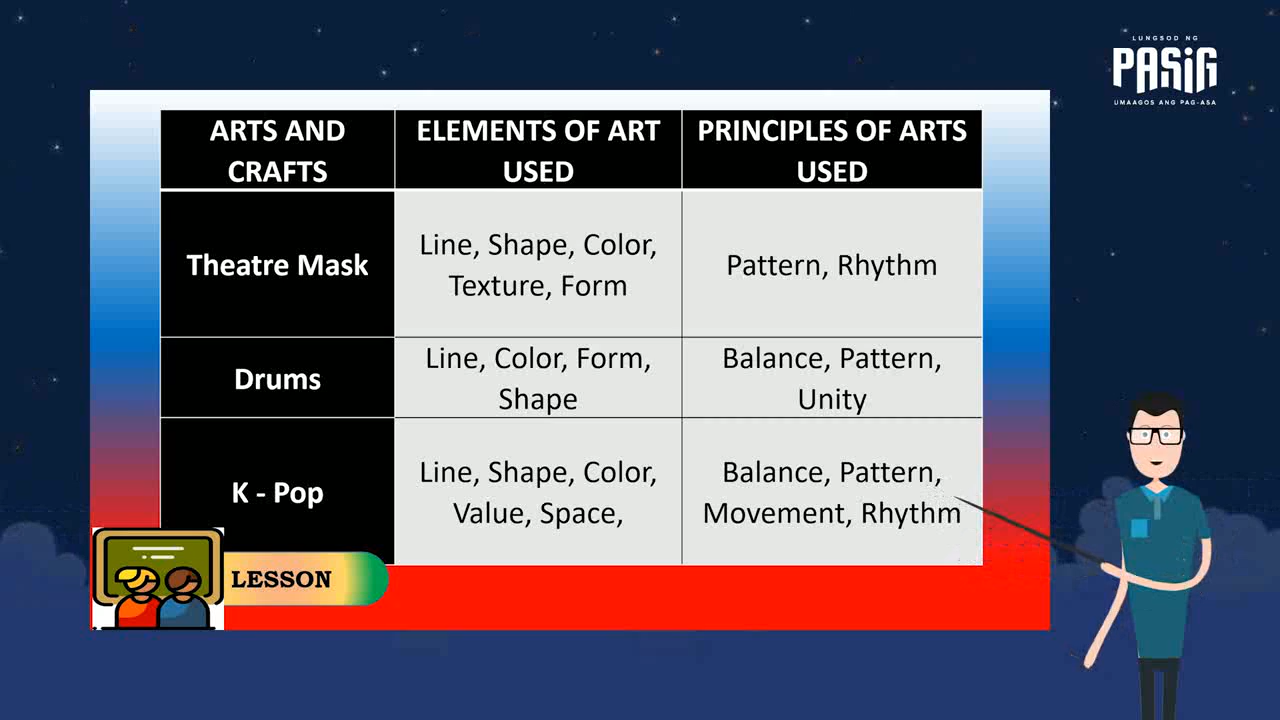 LUNGSOD NG
PASIG
UMAAGOS ANG PAG-ASA
ARTS AND
CRAFTS
ELEMENTS OF ART
USED
PRINCIPLES OF ARTS
USED
Theatre Mask
Line, Shape, Color,
Texture, Form
Pattern, Rhythm
Drums
Line, Color, Form,
Shape
Balance, Pattern,
Unity
K - Pop
Line, Shape, Color,
Value, Space,
Balance, Pattern,
Movement, Rhythm
LESSON